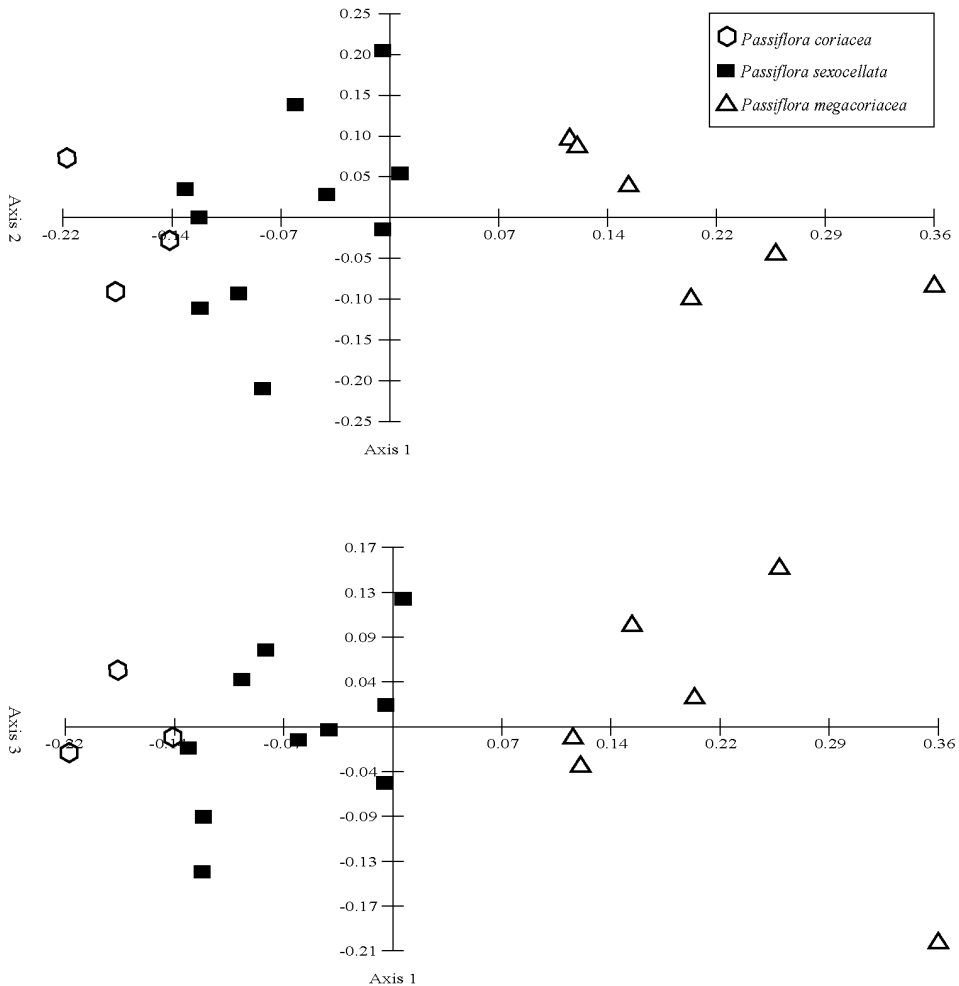 0.25
0.20
0.15
0.10
0.05
-0.22 -0.14 -0.07 0.07 0.14 0.22 0.29 0.36
-0.05
-0.10
-0.15
-0.20
-0.25
Axis 2
Axis 1
Passiflora coriacea
Passiflora sexocellata
Passiflora megacoriacea
0.17
0.13
0.09
0.04
-0.22 -0.14 -0.07 0.07 0.14 0.22 0.29 0.36
-0.04
-0.09
-0.13
-0.17
-0.21
Axis 3
Axis 1